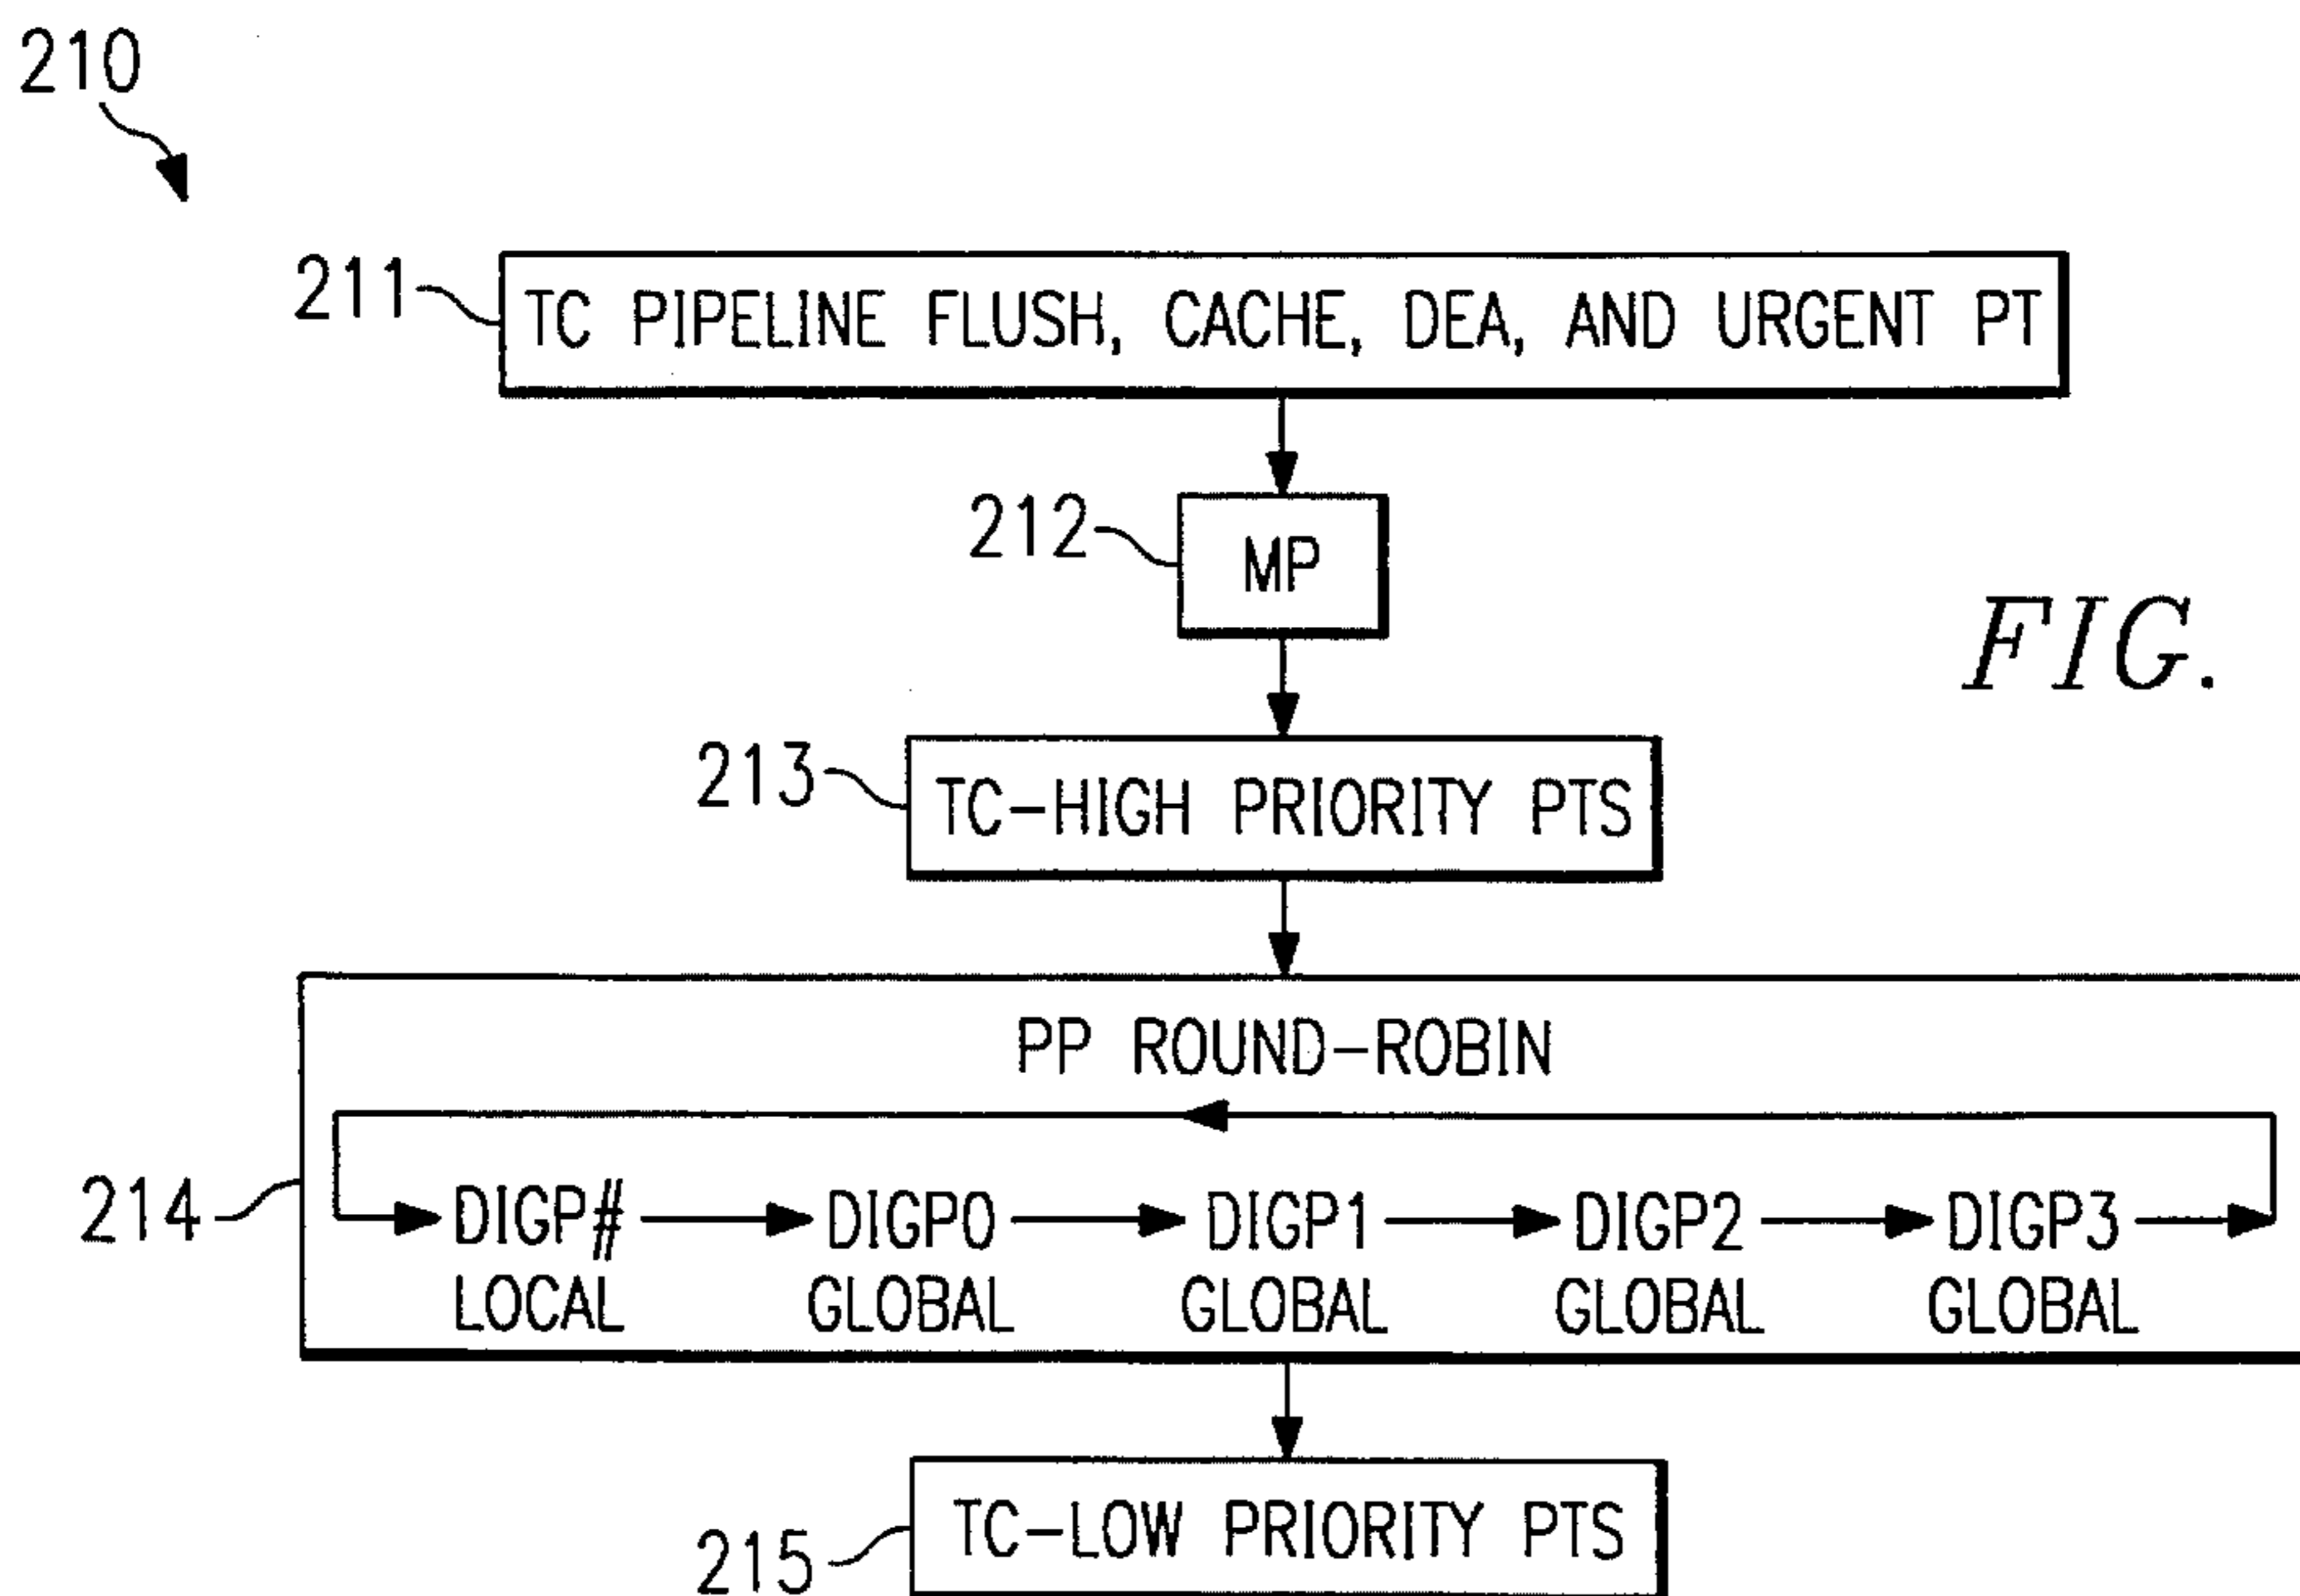 210
211 TC PIPELINE FLUSH, CACHE, DEA, AND URGENT PT
212 MP
FIG.
213 TC-HIGH PRIORITY PTS
PP ROUND-ROBIN
214 DIGP# DIGP0 DIGP1 DIGP2 DIGP3
LOCAL GLOBAL GLOBAL GLOBAL GLOBAL
215 TC-LOW PRIORITY PTS